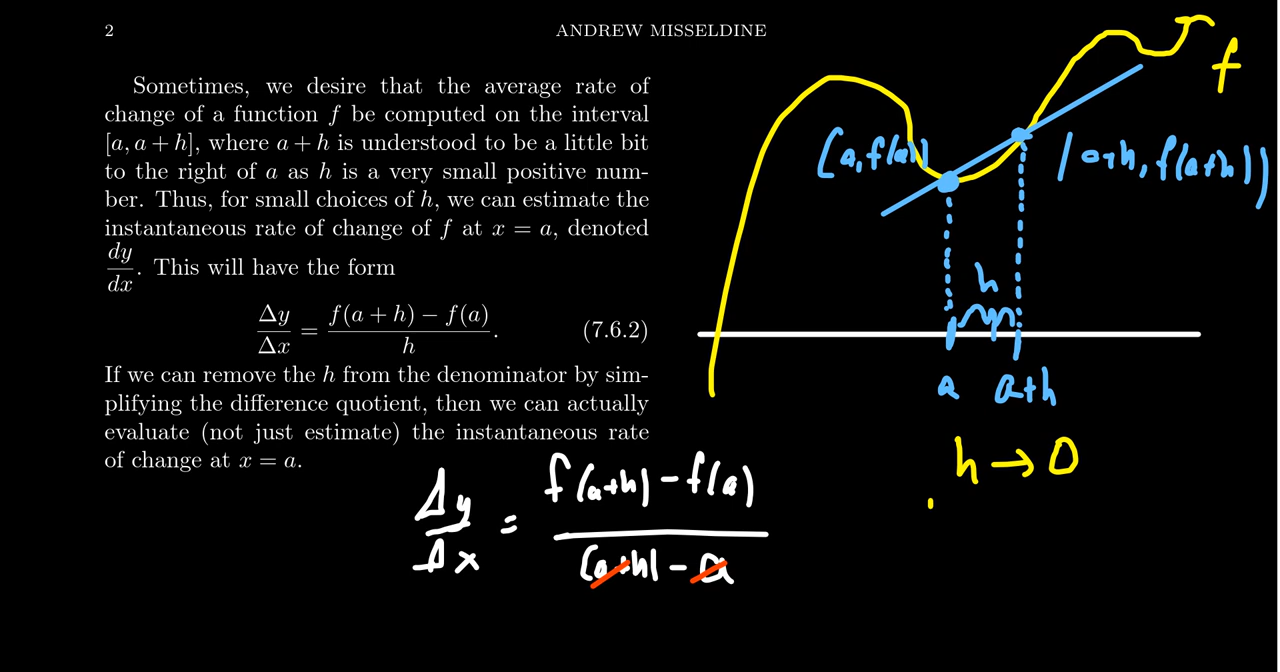 2 ANDREW MISSELDINE
Sometimes, we desire that the average rate of
change of a function f be computed on the interval
[a, a + h], where a + h is understood to be a little bit
to the right of a as h is a very small positive num-
ber. Thus, for small choices of h, we can estimate the
instantaneous rate of change of f at x = a, denoted
dy/dx. This will have the form
Δy/Δx = (f(a + h) − f(a))/h. (7.6.2)
If we can remove the h from the denominator by sim-
plifying the difference quotient, then we can actually
evaluate (not just estimate) the instantaneous rate
of change at x = a.
Δy/Δx = (f(a+h) − f(a))/((a+h) − a)
f
(a, f(a))
(a+h, f(a+h))
h
a a+h
h → 0